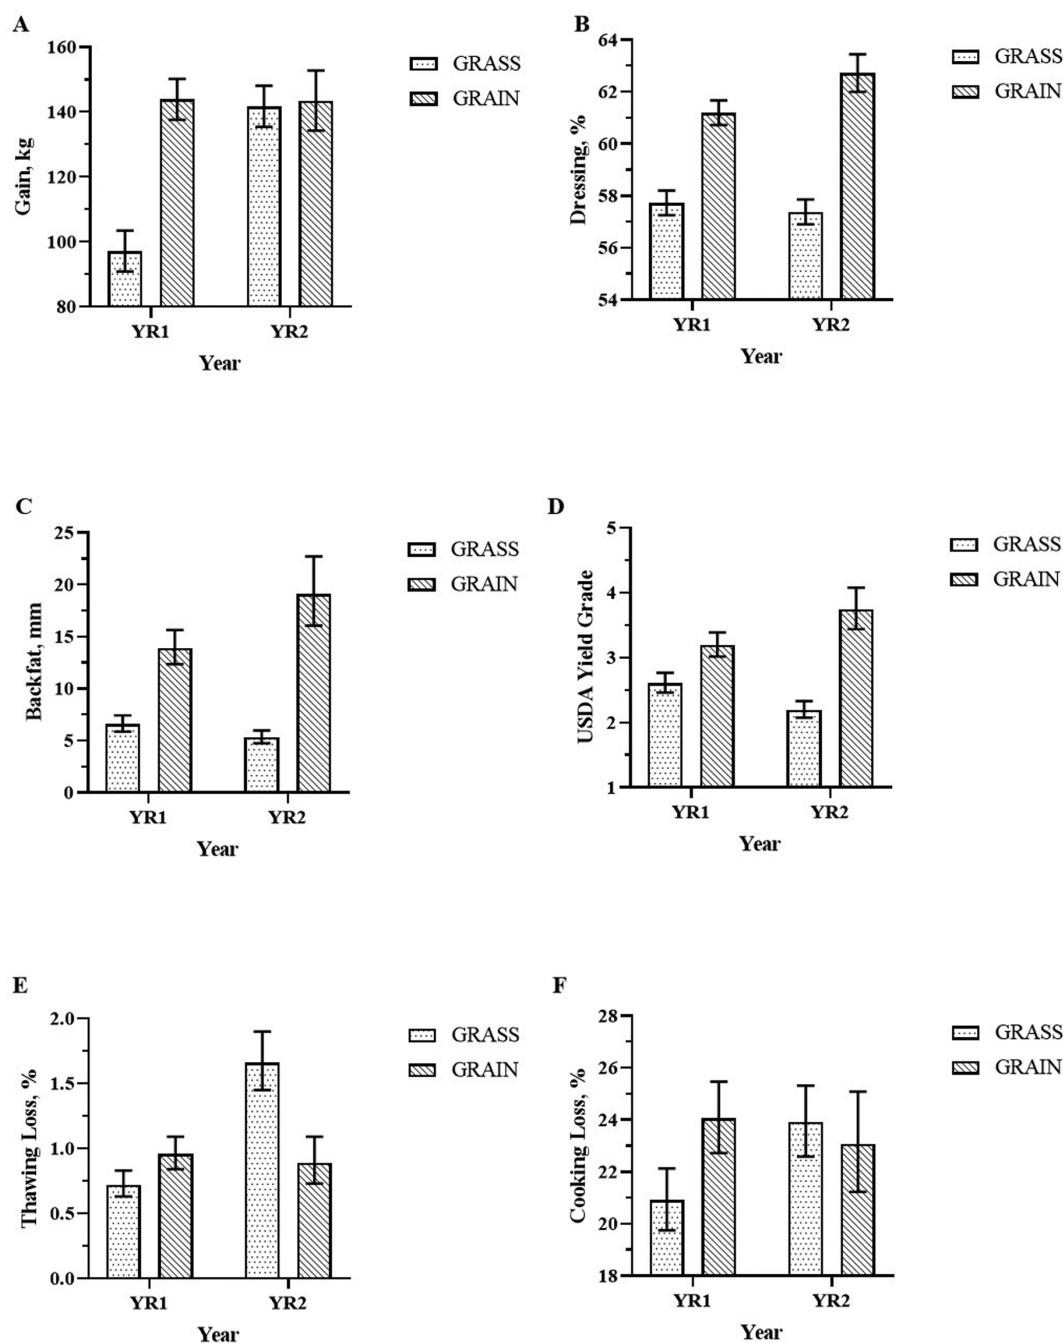 A
Gain, kg
160
140
120
100
80
YR1 YR2
Year
GRASS
GRAIN
B
Dressing, %
64
62
60
58
56
54
YR1 YR2
Year
GRASS
GRAIN
C
Backfat, mm
25
20
15
10
5
0
YR1 YR2
Year
GRASS
GRAIN
D
USDA Yield Grade
5
4
3
2
1
YR1 YR2
Year
GRASS
GRAIN
E
Thawing Loss, %
2.0
1.5
1.0
0.5
0.0
YR1 YR2
Year
GRASS
GRAIN
F
Cooking Loss, %
28
26
24
22
20
18
YR1 YR2
Year
GRASS
GRAIN